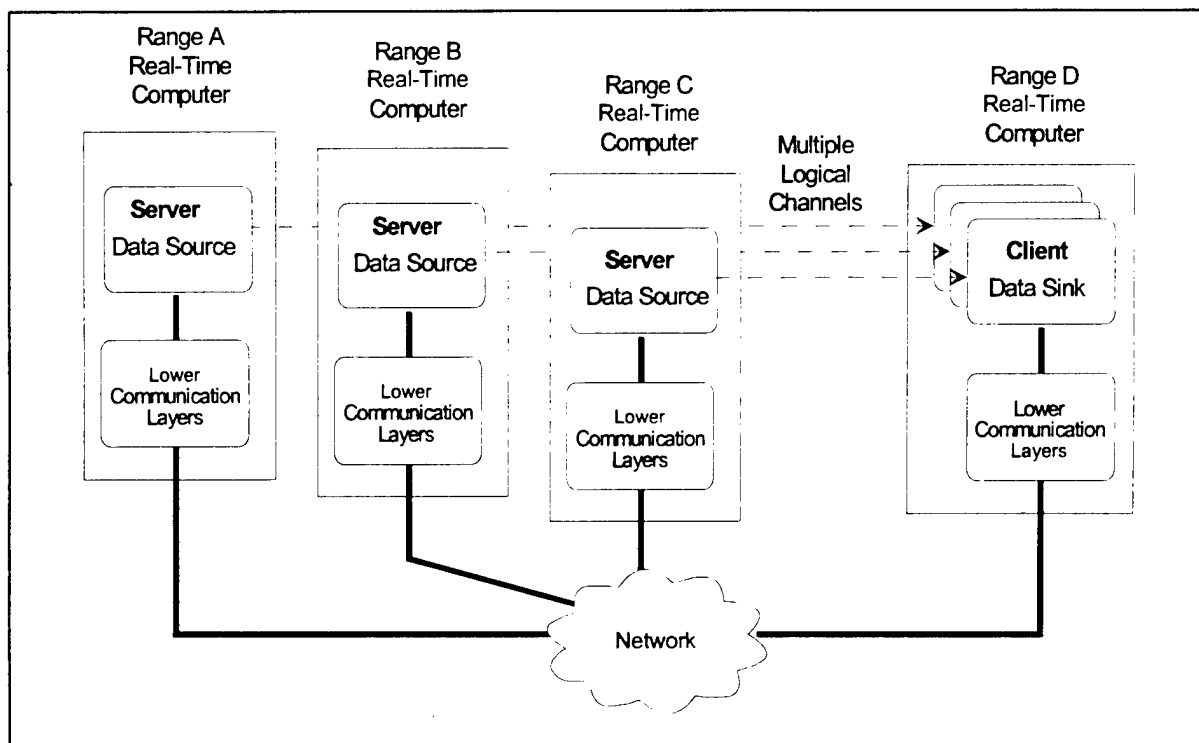 Range A
Real-Time
Computer
Range B
Real-Time
Computer
Range C
Real-Time
Computer
Range D
Real-Time
Computer
Multiple
Logical
Channels
Server
Data Source
Server
Data Source
Server
Data Source
Client
Data Sink
Lower
Communication
Layers
Lower
Communication
Layers
Lower
Communication
Layers
Lower
Communication
Layers
Network